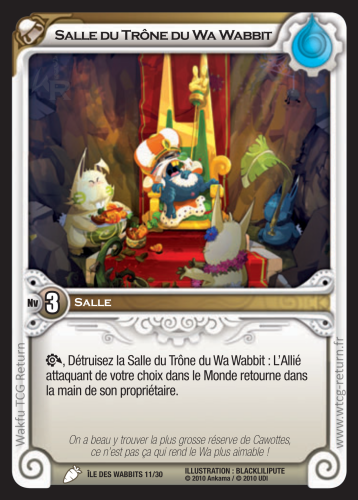 Salle du Trône du Wa Wabbit
Nv 3 Salle
, Détruisez la Salle du Trône du Wa Wabbit : L'Allié
attaquant de votre choix dans le Monde retourne dans
la main de son propriétaire.
On a beau y trouver la plus grosse réserve de Cawottes,
ce n'est pas ça qui rend le Wa plus aimable !
ÎLE DES WABBITS 11/30
ILLUSTRATION : BLACKLILIPUTE
© 2010 Ankama / © 2010 UDI
Wakfu TCG Return
www.wtcg-return.fr